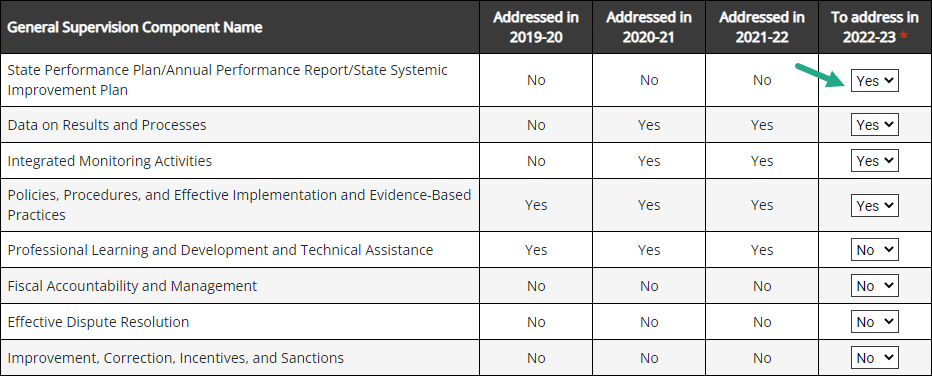 General Supervision Component Name Addressed in 2019-20 Addressed in 2020-21 Addressed in 2021-22 To address in 2022-23 *
State Performance Plan/Annual Performance Report/State Systemic
Improvement Plan No No No Yes
Data on Results and Processes No Yes Yes Yes
Integrated Monitoring Activities No Yes Yes Yes
Policies, Procedures, and Effective Implementation and Evidence-Based
Practices Yes Yes Yes Yes
Professional Learning and Development and Technical Assistance Yes Yes Yes No
Fiscal Accountability and Management No No No No
Effective Dispute Resolution No No No No
Improvement, Correction, Incentives, and Sanctions No No No No